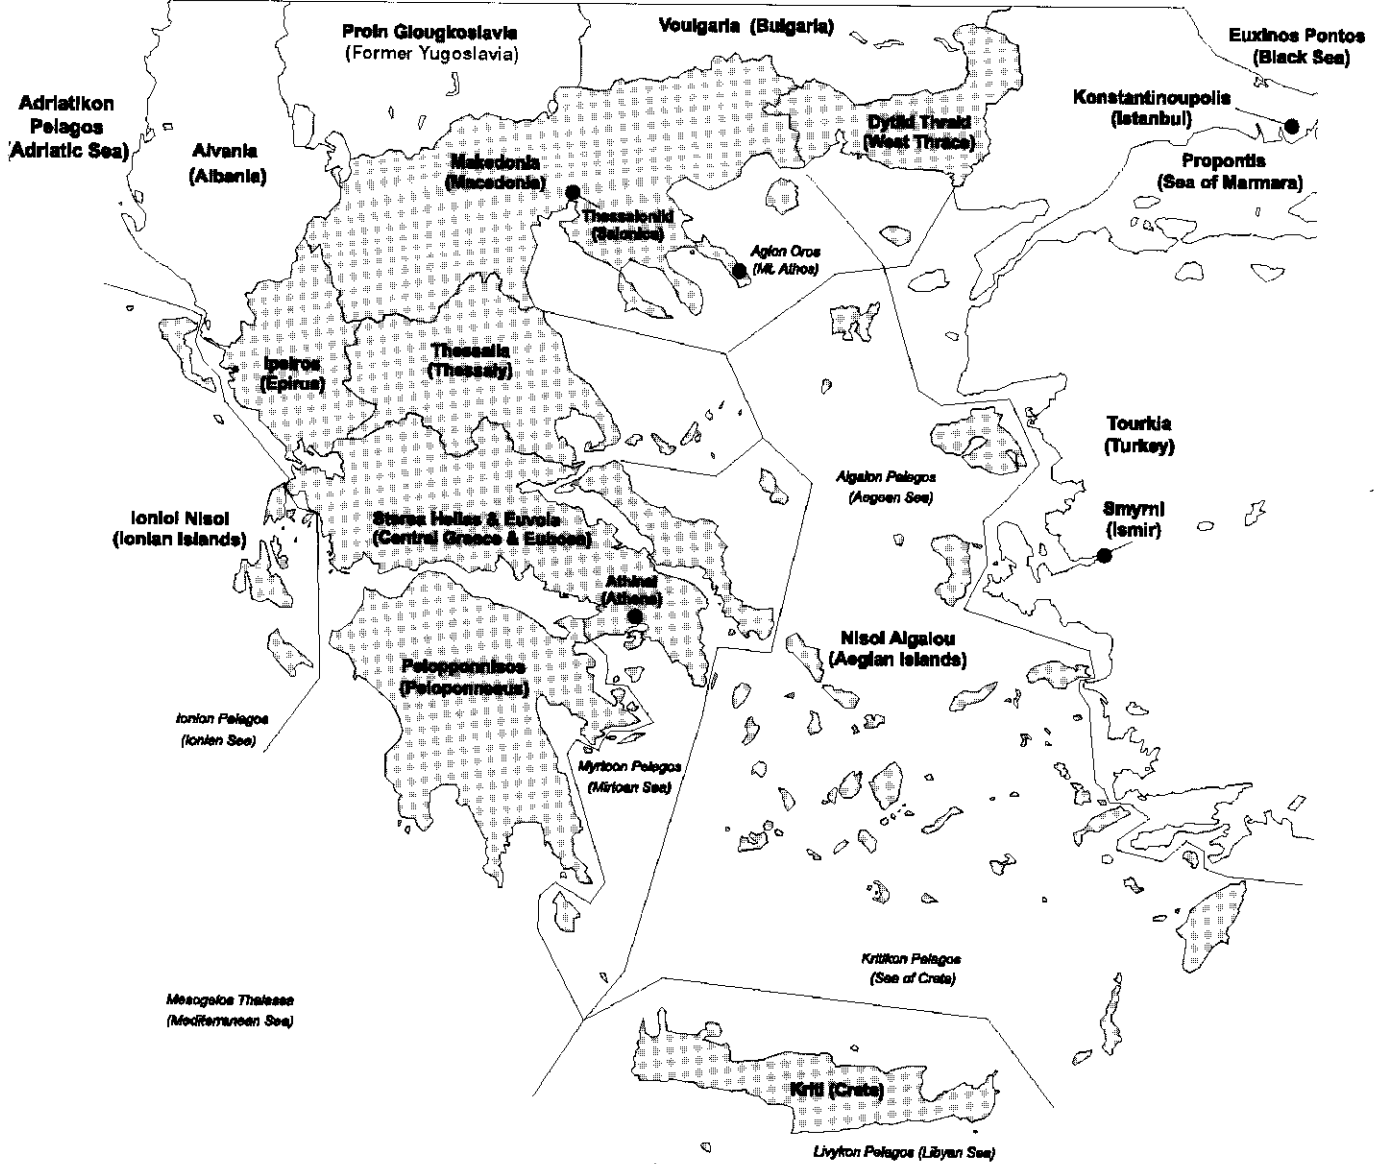 Proin Giougkoslavia
(Former Yugoslavia)
Voulgaria (Bulgaria)
Euxinos Pontos
(Black Sea)
Adriatikon
Pelagos
(Adriatic Sea)
Alvania
(Albania)
Konstantinoupolis
(Istanbul)
Dytiki Thraki
(West Thrace)
Propontis
(Sea of Marmara)
Makedonia
(Macedonia)
Thessaloniki
(Salonica)
Agion Oros
(Mt. Athos)
Ipeiros
(Epirus)
Thessalia
(Thessaly)
Tourkia
(Turkey)
Aigaion Pelagos
(Aegean Sea)
Ionioi Nisoi
(Ionian Islands)
Sterea Hellas & Euvoia
(Central Greece & Euboea)
Smyrni
(Ismir)
Athinai
(Athens)
Nisoi Aigaiou
(Aegian Islands)
Peloponnisos
(Peloponnesus)
Ionion Pelagos
(Ionian Sea)
Myrtoon Pelagos
(Mirtoan Sea)
Kritikon Pelagos
(Sea of Crete)
Mesogeios Thalassa
(Mediterranean Sea)
Kriti (Crete)
Livykon Pelagos (Libyan Sea)